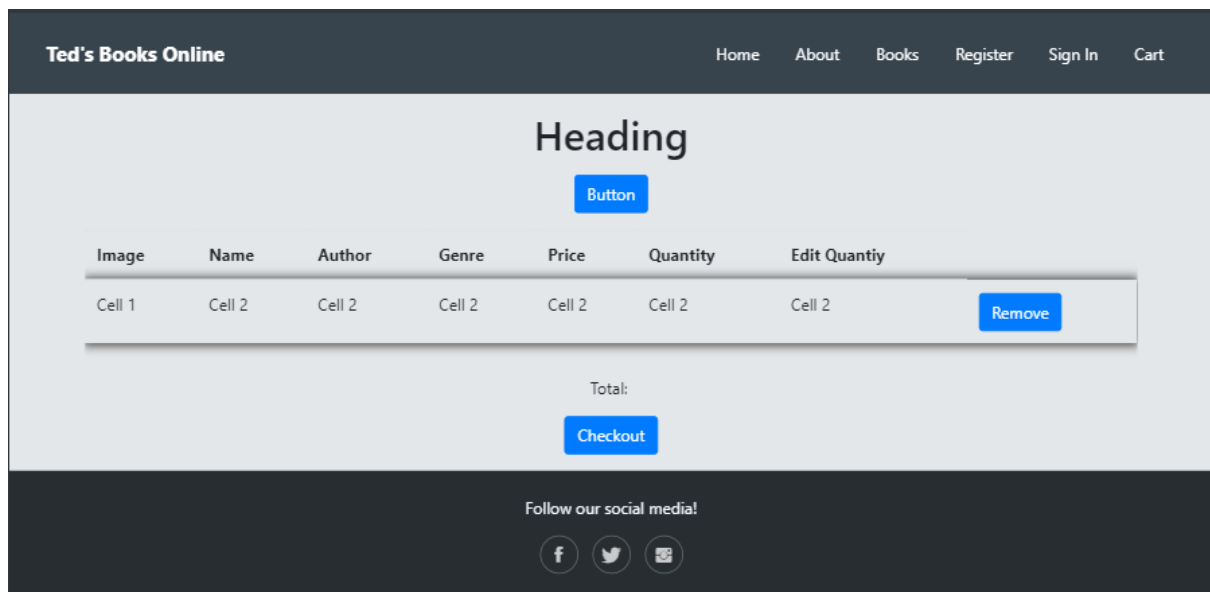 Ted's Books Online Home About Books Register Sign In Cart
Heading
Button
Image Name Author Genre Price Quantity Edit Quantiy
Cell 1 Cell 2 Cell 2 Cell 2 Cell 2 Cell 2 Cell 2 Remove
Total:
Checkout
Follow our social media!